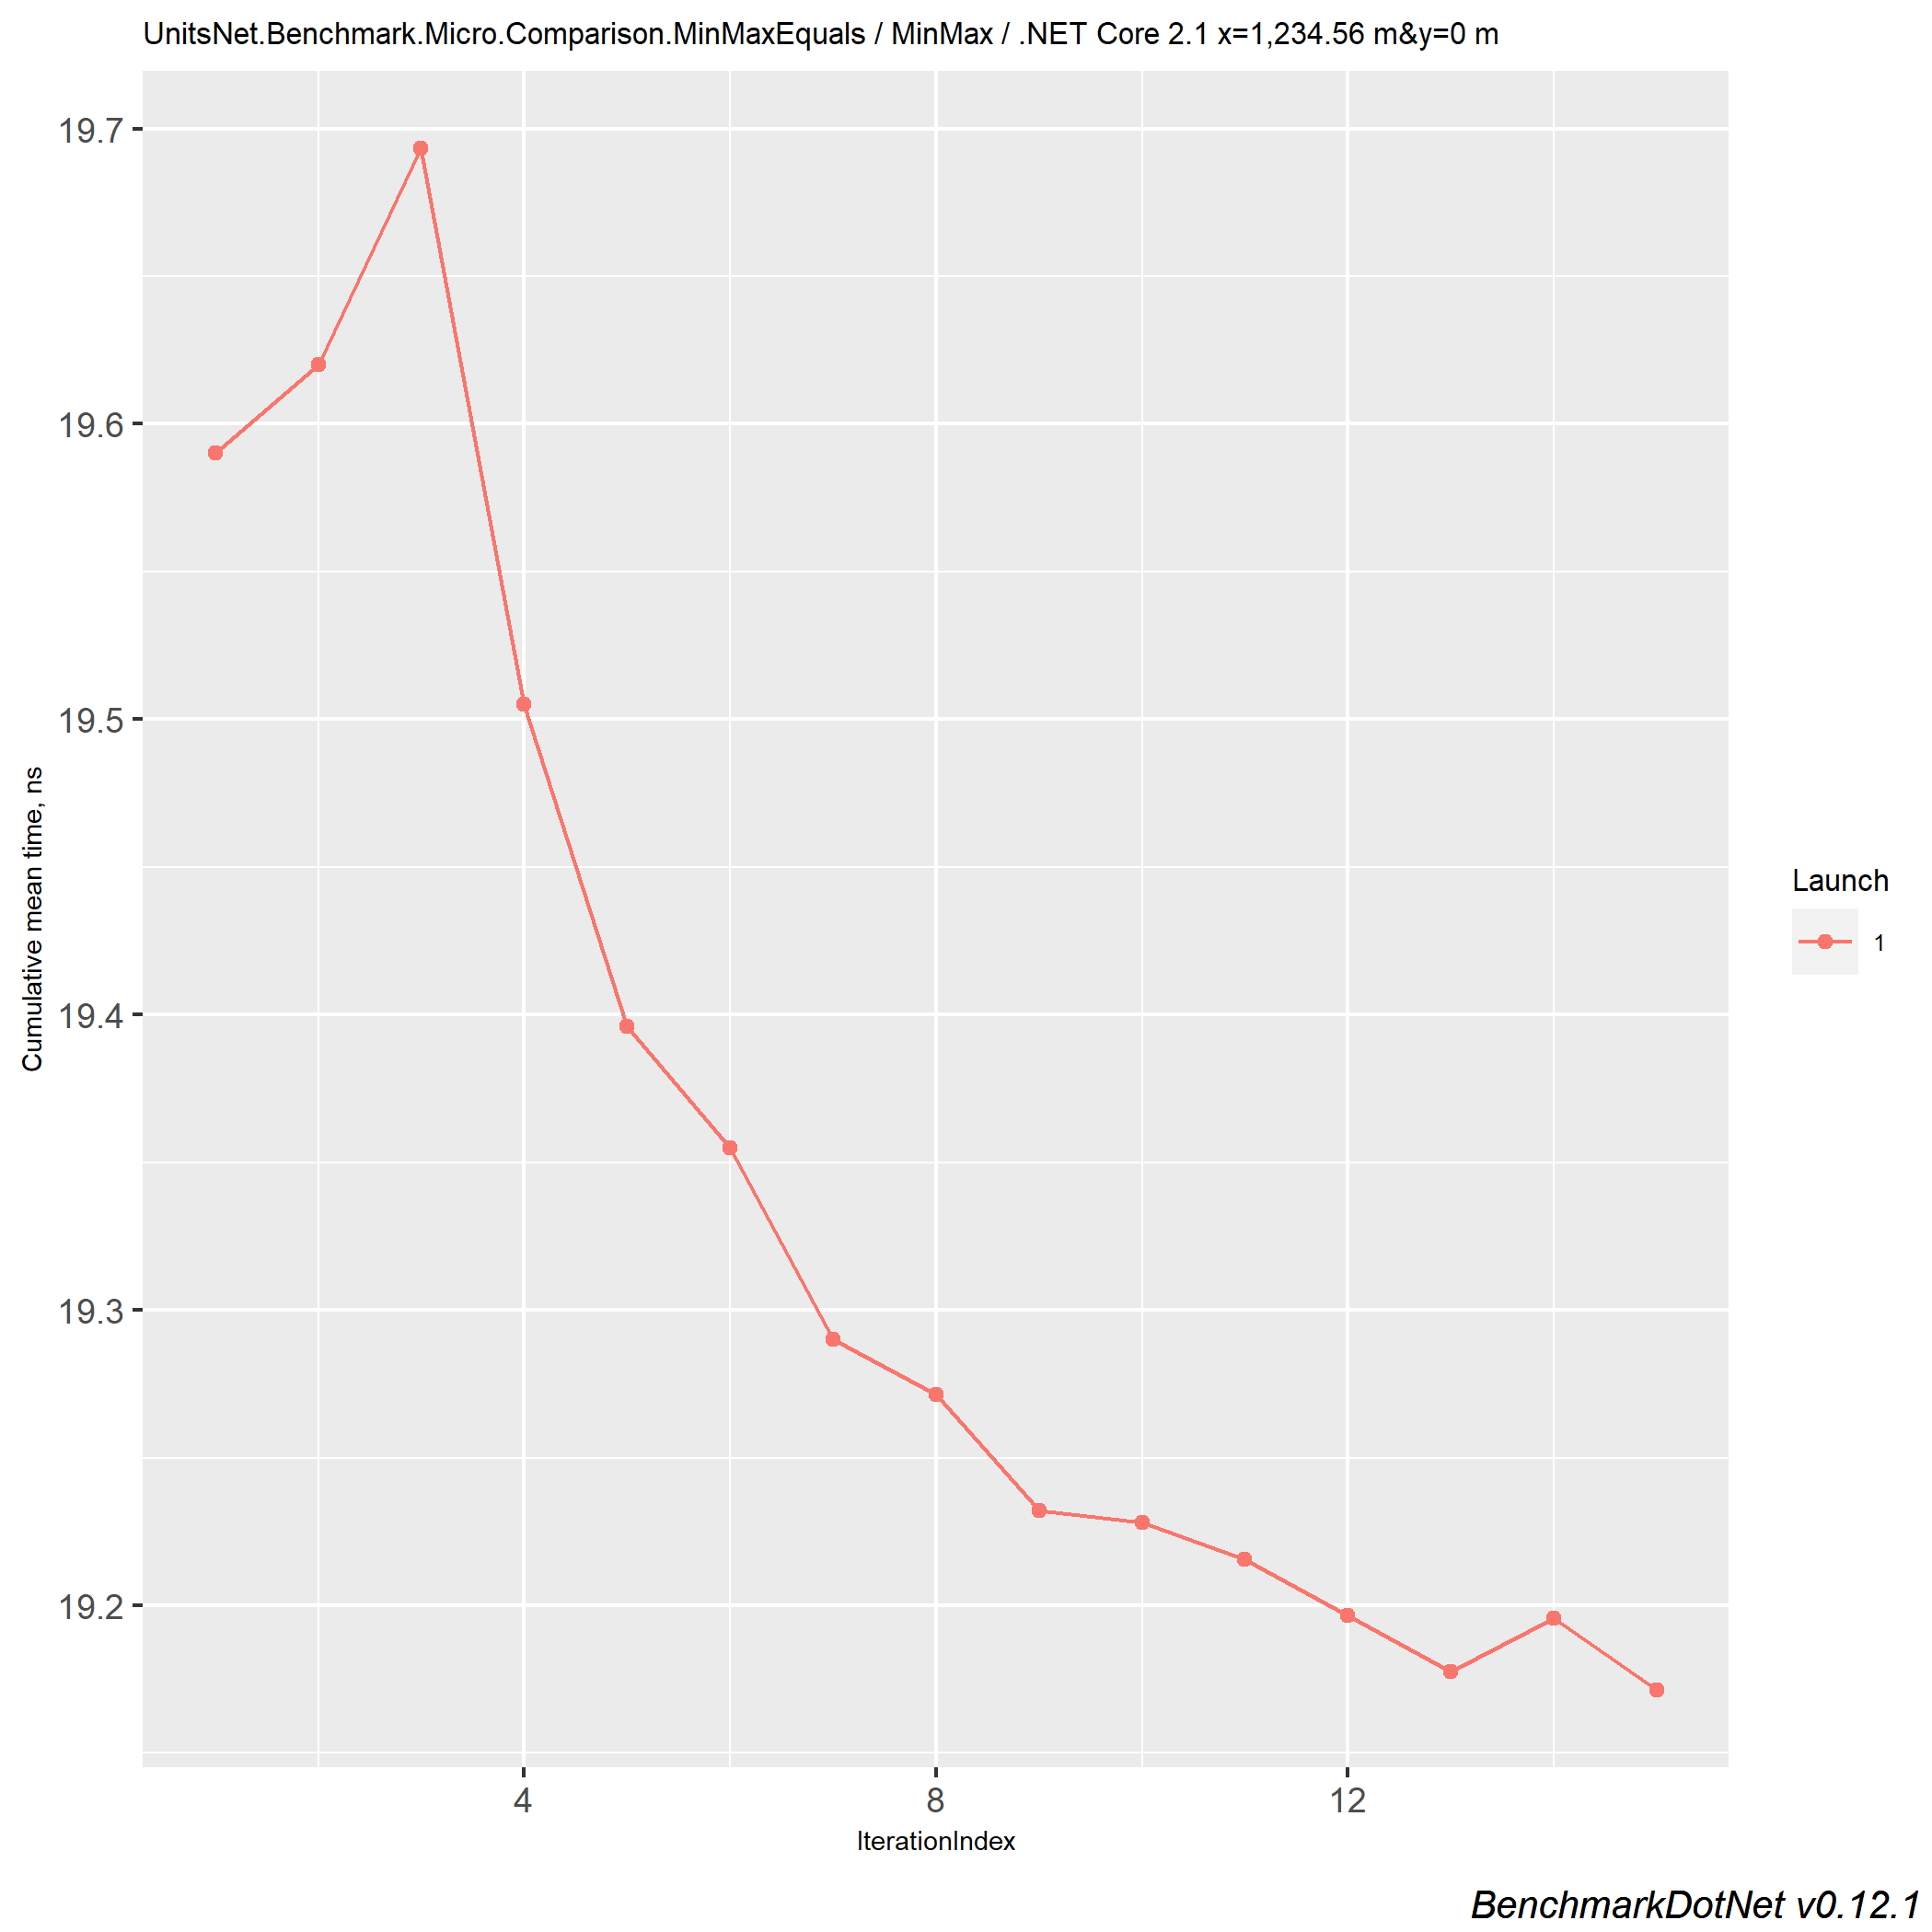 UnitsNet.Benchmark.Micro.Comparison.MinMaxEquals / MinMax / .NET Core 2.1 x=1,234.56 m&y=0 m
Cumulative mean time, ns
19.7
19.6
19.5
19.4
19.3
19.2
4
8
12
IterationIndex
Launch
1
BenchmarkDotNet v0.12.1